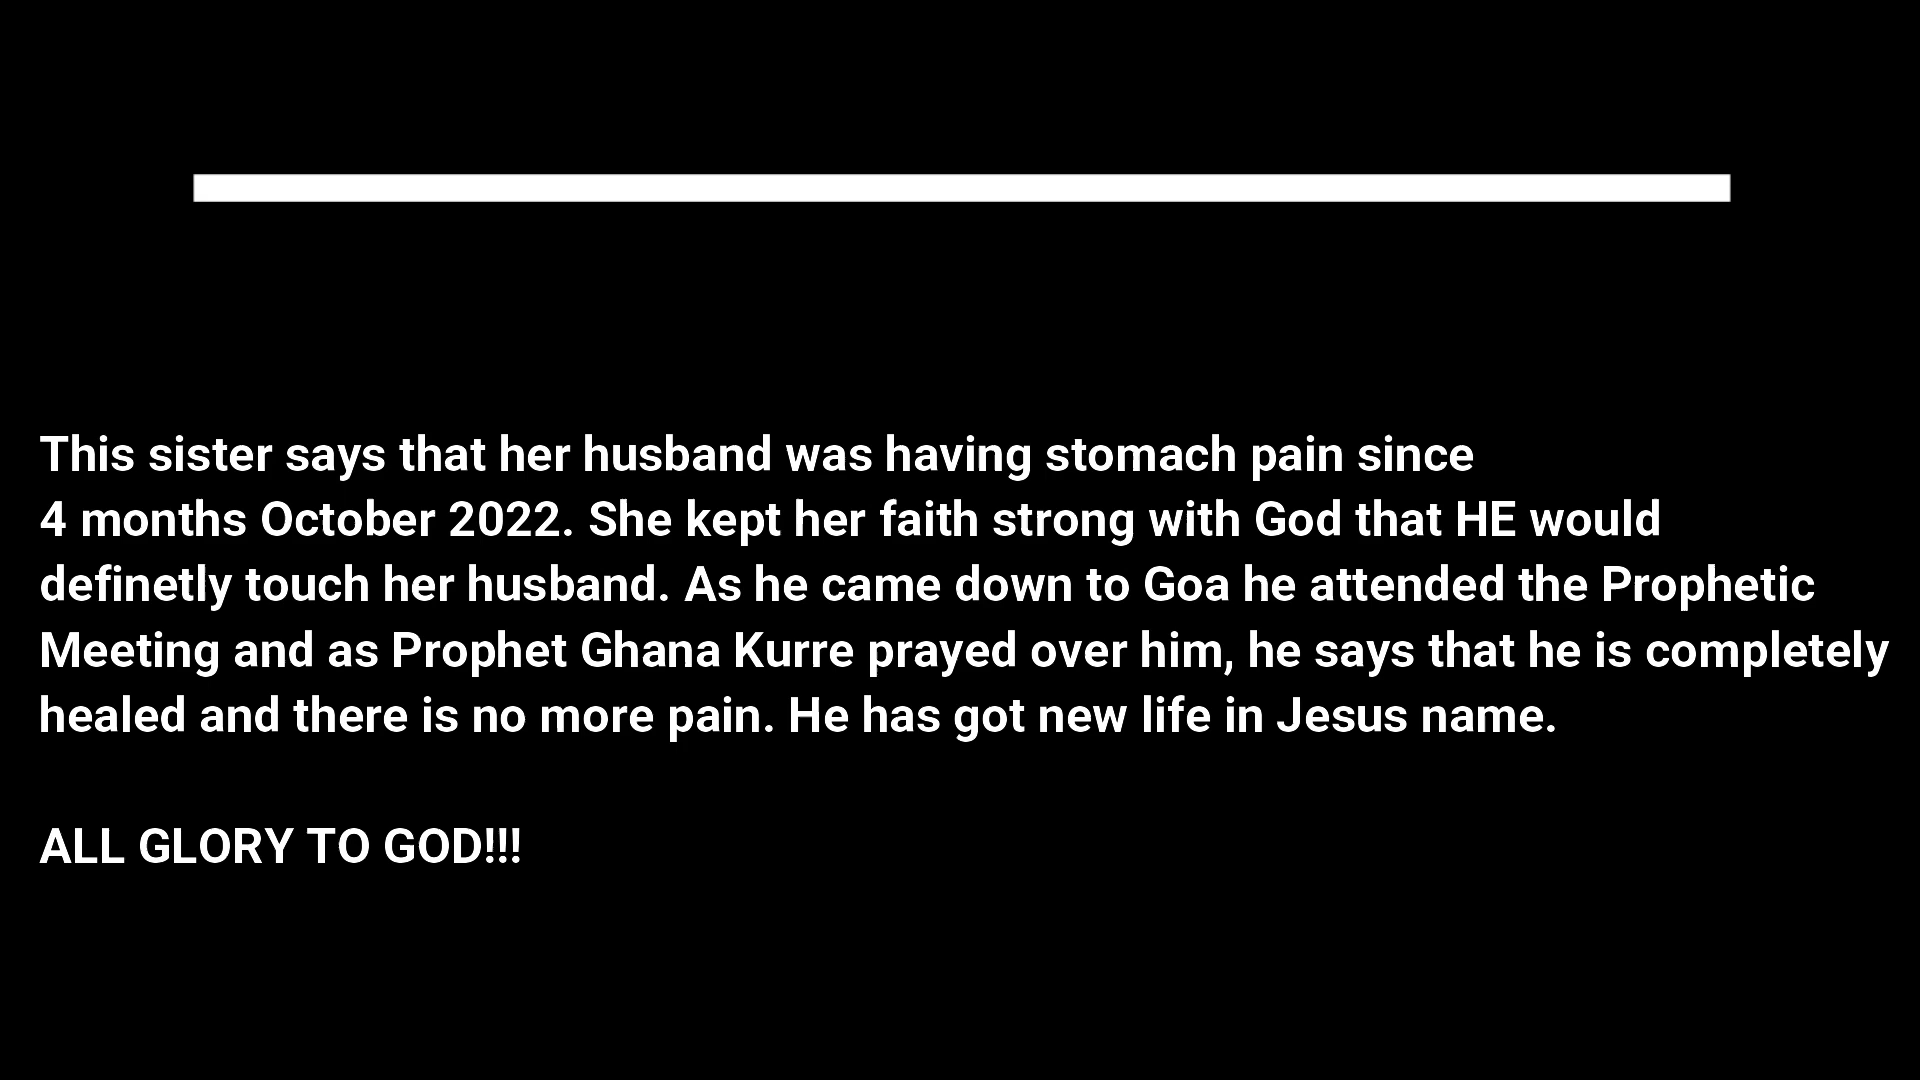 This sister says that her husband was having stomach pain since
4 months October 2022. She kept her faith strong with God that HE would
definetly touch her husband. As he came down to Goa he attended the Prophetic
Meeting and as Prophet Ghana Kurre prayed over him, he says that he is completely
healed and there is no more pain. He has got new life in Jesus name.
ALL GLORY TO GOD!!!